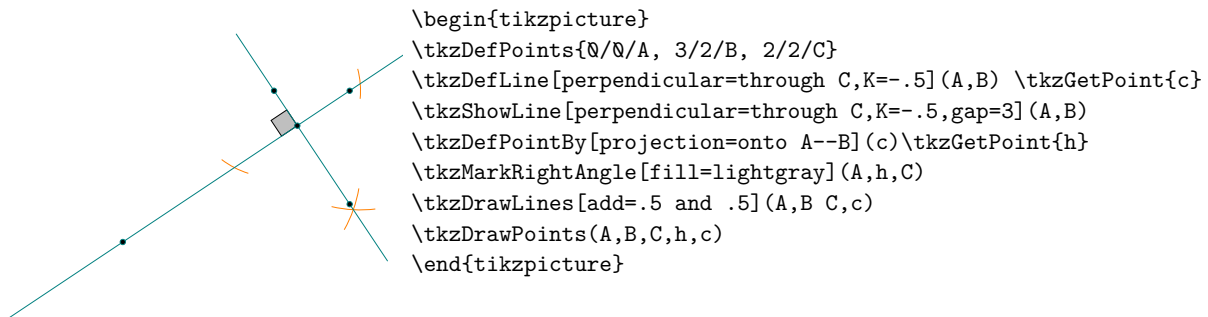 \begin{tikzpicture}
\tkzDefPoints{0/0/A, 3/2/B, 2/2/C}
\tkzDefLine[perpendicular=through C,K=-.5](A,B) \tkzGetPoint{c}
\tkzShowLine[perpendicular=through C,K=-.5,gap=3](A,B)
\tkzDefPointBy[projection=onto A--B](c)\tkzGetPoint{h}
\tkzMarkRightAngle[fill=lightgray](A,h,C)
\tkzDrawLines[add=.5 and .5](A,B C,c)
\tkzDrawPoints(A,B,C,h,c)
\end{tikzpicture}